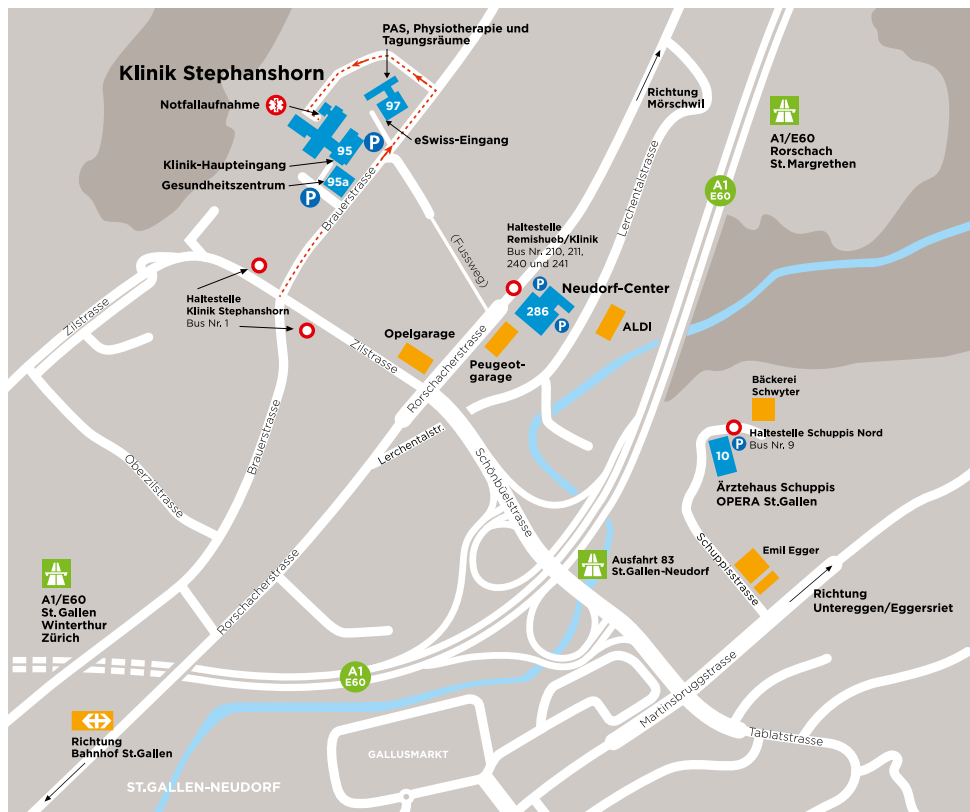 PAS, Physiotherapie und
Tagungsräume
Klinik Stephanshorn
Notfallaufnahme
97
eSwiss-Eingang
P
95
Klinik-Haupteingang
95a
Gesundheitszentrum
P
Brauerstrasse
Richtung
Mörschwil
A1/E60
Rorschach
St.Margrethen
A1
E60
Lerchentalstrasse
(Fussweg)
Haltestelle
Remishueb/Klinik
Bus Nr. 210, 211,
240 und 241
P
Neudorf-Center
286
P
ALDI
Haltestelle
Klinik Stephanshorn
Bus Nr. 1
Zilstrasse
Zilstrasse
Opelgarage
Peugeot-
garage
Rorschacherstrasse
Lerchentalstr.
Bäckerei
Schwyter
Haltestelle Schuppis Nord
Bus Nr. 9
P
10
Ärztehaus Schuppis
OPERA St.Gallen
Brauerstrasse
Oberzilstrasse
Schönbüelstrasse
Schuppisstrasse
Emil Egger
Ausfahrt 83
St.Gallen-Neudorf
Richtung
Untereggen/Eggersriet
A1/E60
St.Gallen
Winterthur
Zürich
Rorschacherstrasse
A1
E60
Martinsbruggstrasse
Tablatstrasse
Richtung
Bahnhof St.Gallen
GALLUSMARKT
ST.GALLEN-NEUDORF